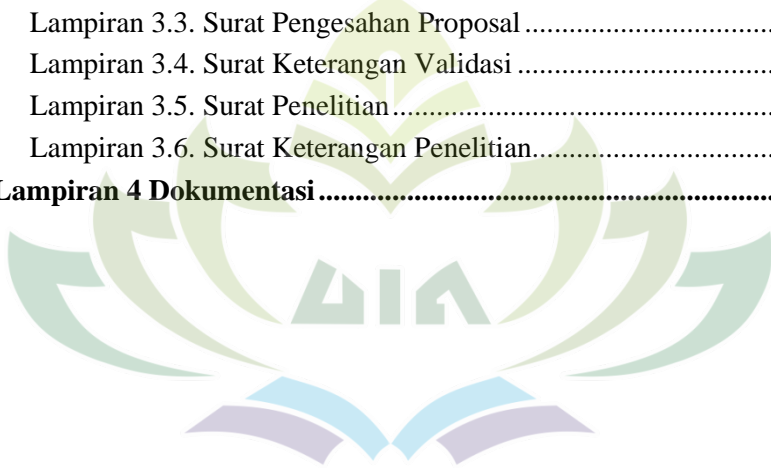 Lampiran 3.3. Surat Pengesahan Proposal ..................................
Lampiran 3.4. Surat Keterangan Validasi ...................................
Lampiran 3.5. Surat Penelitian....................................................
Lampiran 3.6. Surat Keterangan Penelitian.................................
Lampiran 4 Dokumentasi ..............................................................
UIN